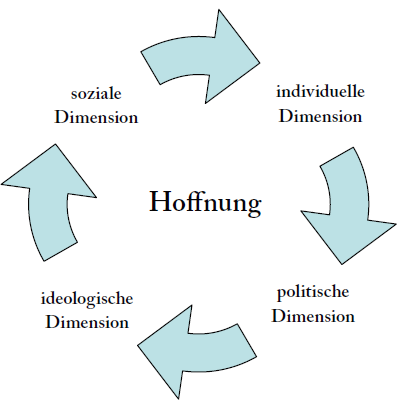 soziale
Dimension
individuelle
Dimension
Hoffnung
ideologische
Dimension
politische
Dimension